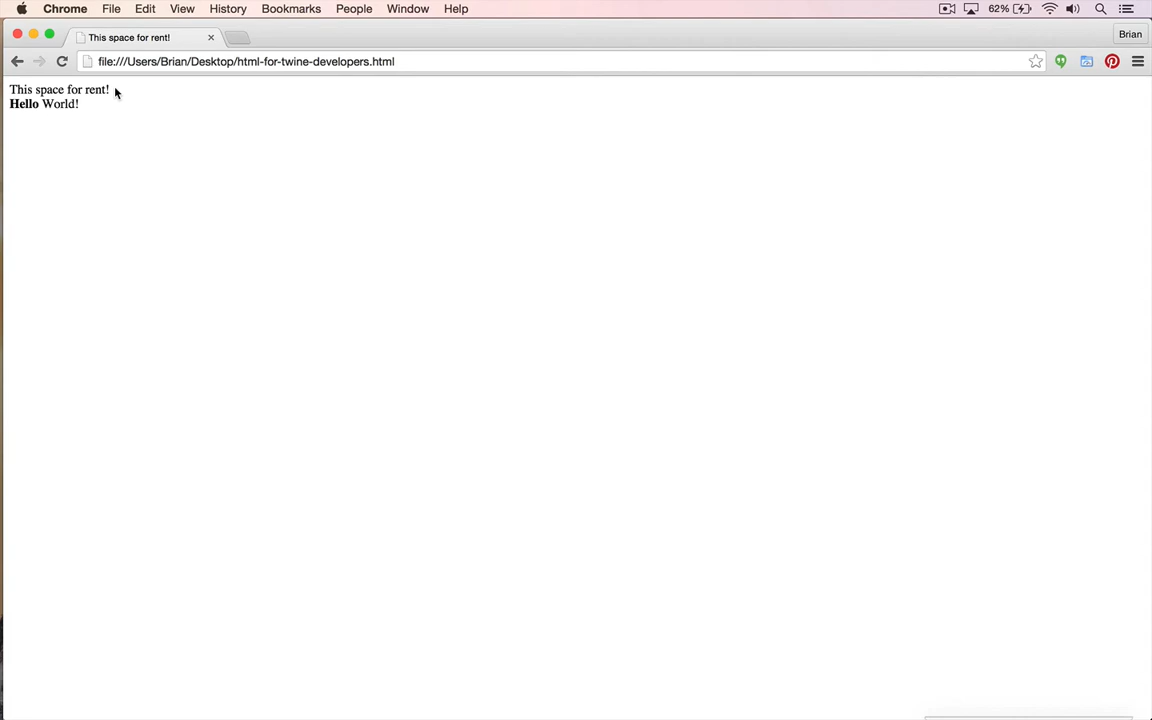 Chrome File Edit View History Bookmarks People Window Help 62%
This space for rent! Brian
file:///Users/Brian/Desktop/html-for-twine-developers.html
This space for rent!
Hello World!